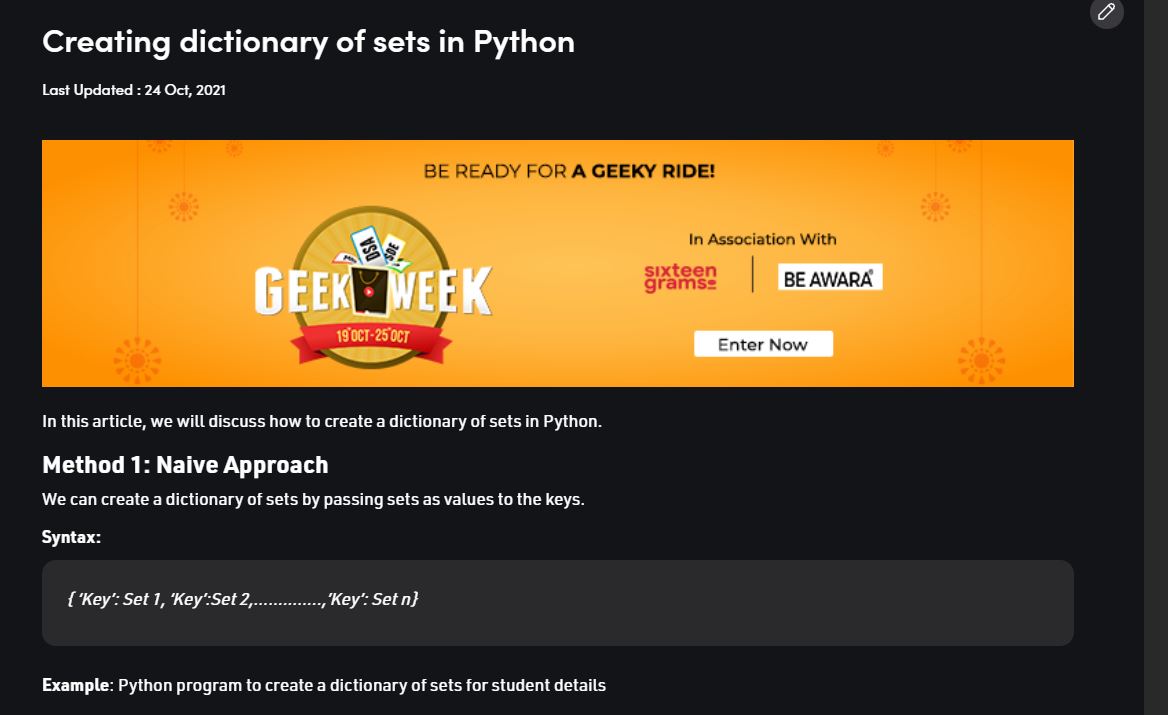 Creating dictionary of sets in Python
Last Updated : 24 Oct, 2021
BE READY FOR A GEEKY RIDE!
DSA
SDE
GEEK WEEK
19 OCT-25 OCT
In Association With
sixteen
grams
BE AWARA
Enter Now
In this article, we will discuss how to create a dictionary of sets in Python.
Method 1: Naive Approach
We can create a dictionary of sets by passing sets as values to the keys.
Syntax:
{ 'Key': Set 1, 'Key':Set 2,..............,'Key': Set n}
Example: Python program to create a dictionary of sets for student details